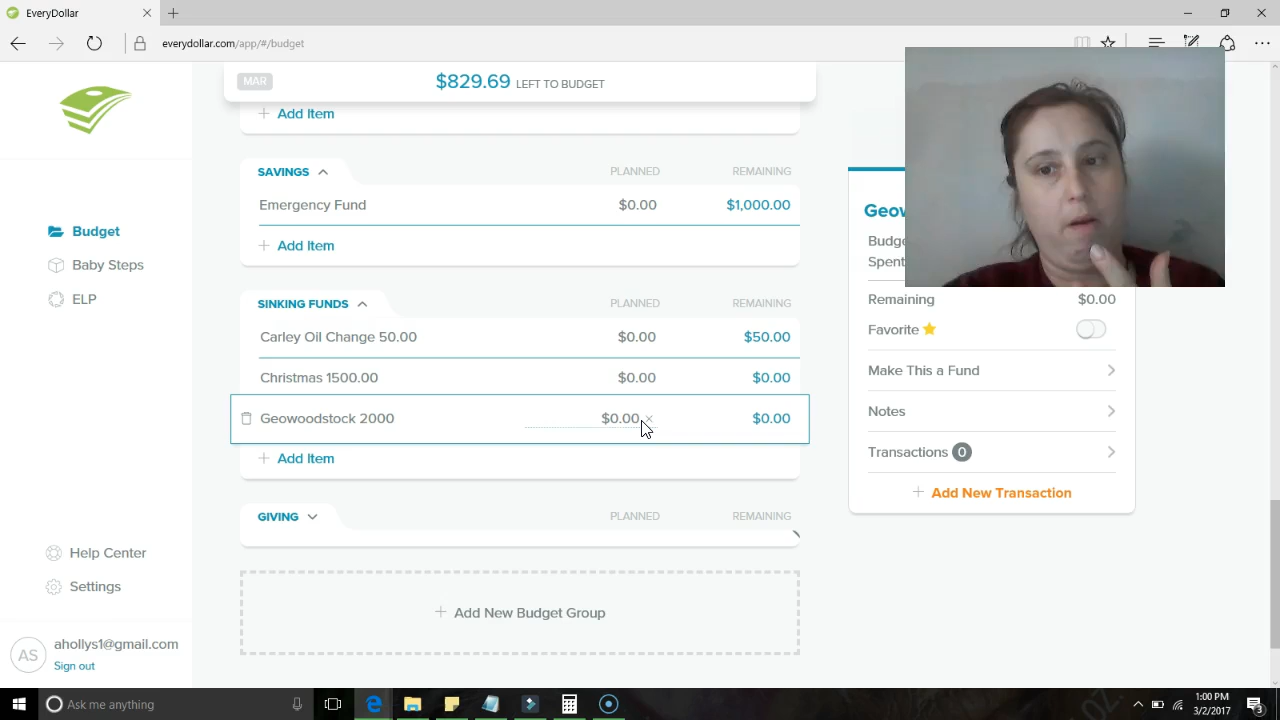 EveryDollar
everydollar.com/app/#/budget
MAR
$829.69 LEFT TO BUDGET
Add Item
SAVINGS PLANNED REMAINING
Emergency Fund $0.00 $1,000.00
Add Item
SINKING FUNDS PLANNED REMAINING
Carley Oil Change 50.00 $0.00 $50.00
Christmas 1500.00 $0.00 $0.00
Geowoodstock 2000 $0.00 $0.00
Add Item
GIVING PLANNED REMAINING
Add New Budget Group
Budget
Baby Steps
ELP
Help Center
Settings
AS
ahollys1@gmail.com
Sign out
Spent
Remaining $0.00
Favorite
Make This a Fund
Notes
Transactions 0
Add New Transaction
Ask me anything
1:00 PM
3/2/2017
3